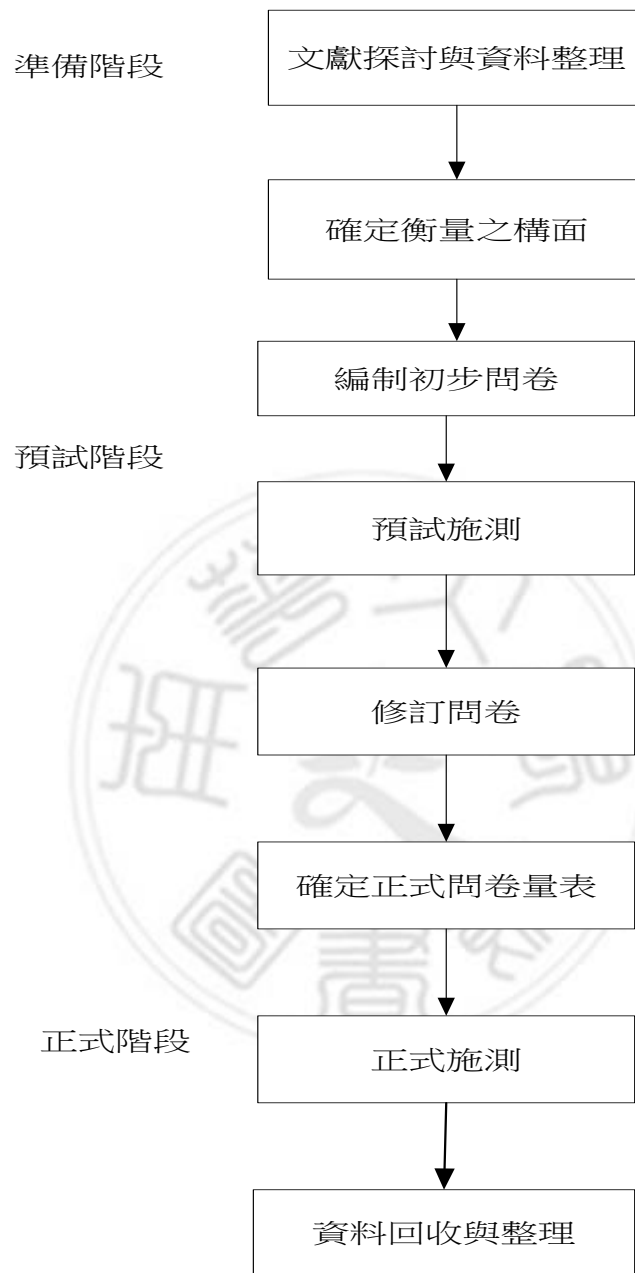 準備階段
文獻探討與資料整理
確定衡量之構面
編制初步問卷
預試階段
預試施測
修訂問卷
確定正式問卷量表
正式階段
正式施測
資料回收與整理